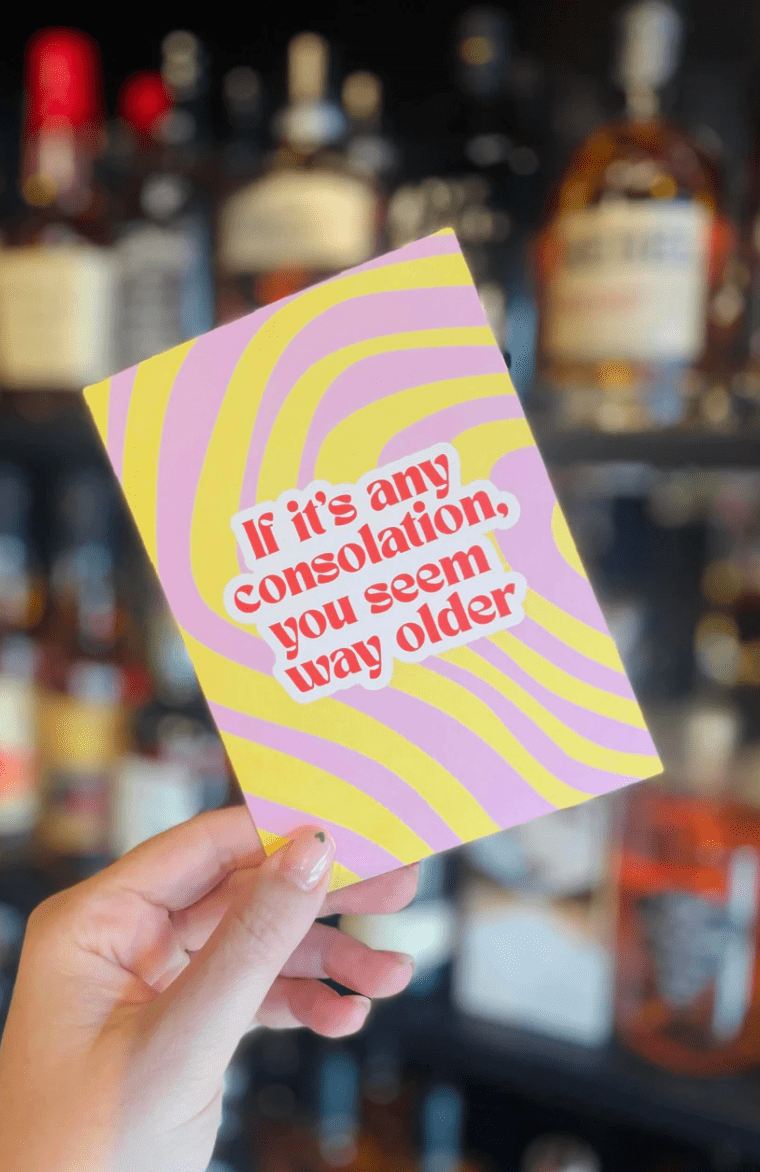 If it's any
consolation,
you seem
way older